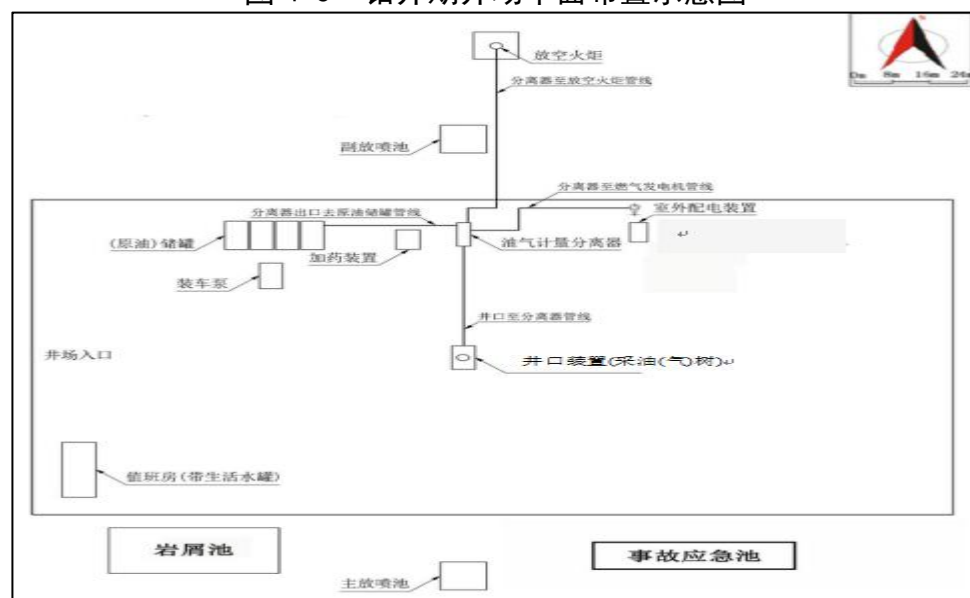 放空火炬
N
0m 8m 16m 24m
分离器至放空火炬管线
副放喷池
分离器至燃气发电机管线
分离器出口去原油储罐管线
室外配电装置
(原油)储罐
油气计量分离器
加药装置
装车泵
井口至分离器管线
井场入口
井口装置(采油(气)树)
值班房(带生活水罐)
岩屑池
事故应急池
主放喷池